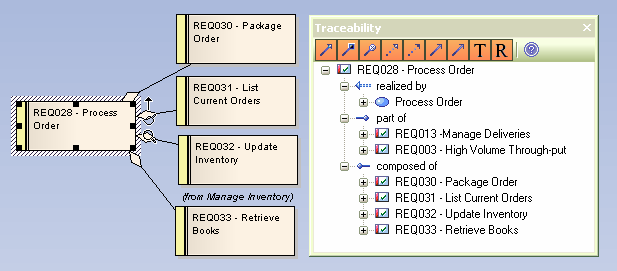 REQ030 - Package
Order
REQ031 - List
Current Orders
REQ028 - Process
Order
REQ032 - Update
Inventory
(from Manage Inventory)
REQ033 - Retrieve
Books
Traceability
T R
REQ028 - Process Order
realized by
Process Order
part of
REQ013 -Manage Deliveries
REQ003 - High Volume Through-put
composed of
REQ030 - Package Order
REQ031 - List Current Orders
REQ032 - Update Inventory
REQ033 - Retrieve Books